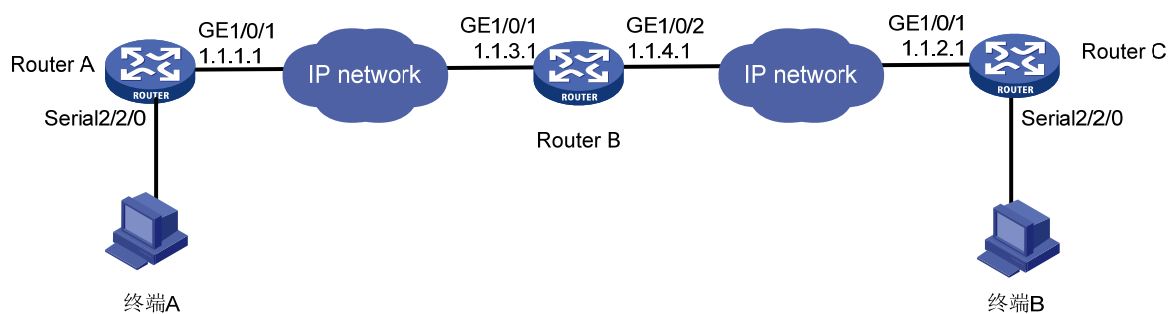 Router A
GE1/0/1
1.1.1.1
ROUTER
Serial2/2/0
终端A
IP network
GE1/0/1
1.1.3.1
ROUTER
Router B
GE1/0/2
1.1.4.1
IP network
GE1/0/1
1.1.2.1
ROUTER
Router C
Serial2/2/0
终端B